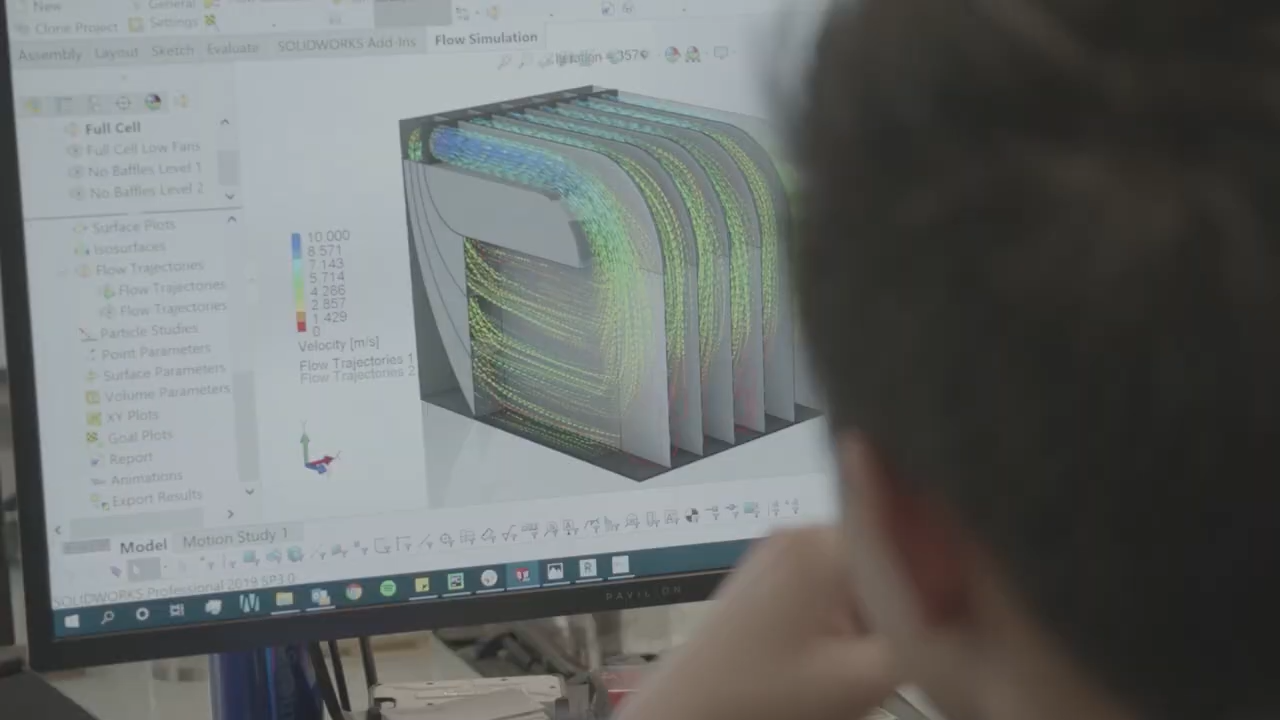 New
General
Clone Project
Settings
Assembly Layout Sketch Evaluate SOLIDWORKS Add-Ins Flow Simulation
Full Cell
Full Cell Low Fans
No Baffles Level 1
No Baffles Level 2
Surface Plots
Isosurfaces
Flow Trajectories
Flow Trajectories
Flow Trajectories
Particle Studies
Point Parameters
Surface Parameters
Volume Parameters
XY Plots
Goal Plots
Report
Animations
Export Results
10.000
8.571
7.143
5.714
4.286
2.857
1.429
0
Velocity [m/s]
Flow Trajectories 1
Flow Trajectories 2
Model Motion Study 1
SOLIDWORKS Professional 2019 SP3.0
PAVILION